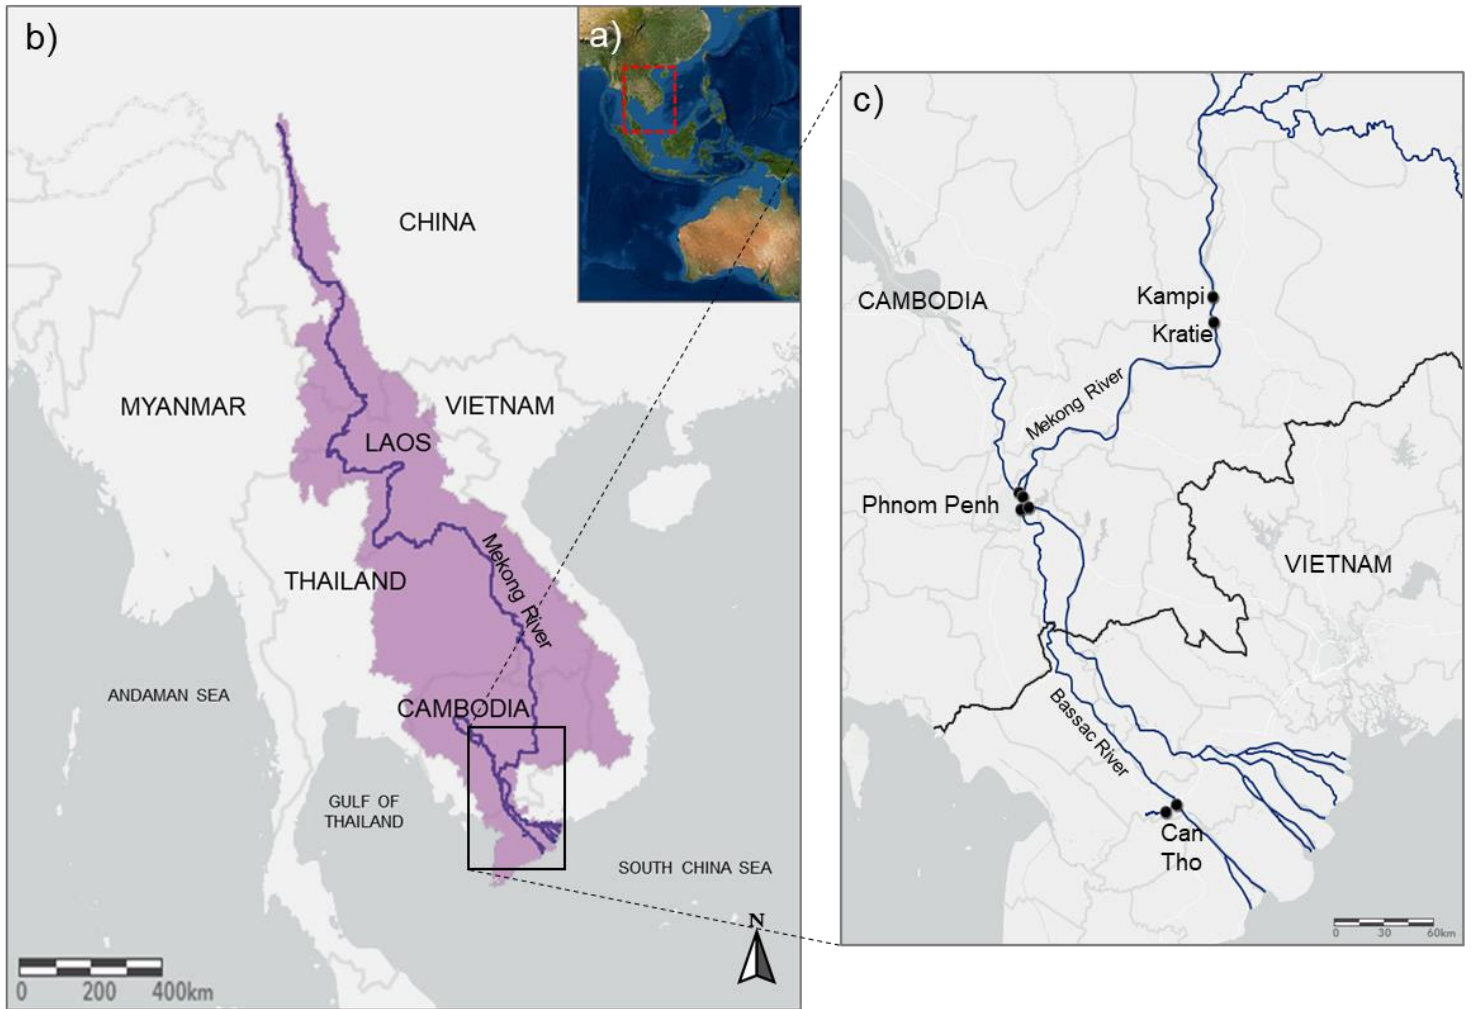 b)
a)
CHINA
MYANMAR
VIETNAM
LAOS
THAILAND
Mekong River
ANDAMAN SEA
CAMBODIA
GULF OF
THAILAND
SOUTH CHINA SEA
N
0 200 400km
c)
CAMBODIA
Kampi
Kratie
Mekong River
Phnom Penh
VIETNAM
Bassac River
Can
Tho
0 30 60km